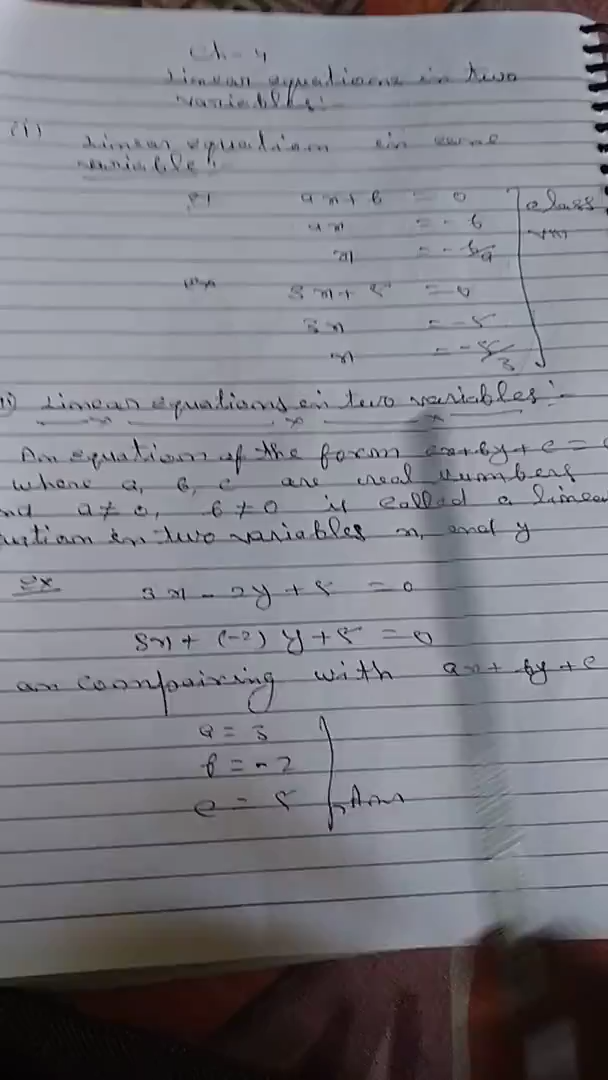 Ch-4
Linear equations in two
variables:-
(i) Linear equation in one
variable:
ax+b = 0
ax = -b
x = -b/a
class
3x+5 = 0
3x = -5
x = -5/3
ii) Linear equations in two variables:-
An equation of the form ax+by+c=0
where a, b, c are real numbers
nd a≠0, b≠0 is called a linear
uation in two variables x, and y
Ex 3x-2y+5 = 0
3x+(-2)y+5 = 0
on compairing with ax+by+c
a = 3
b = -2
c = 5 Ans